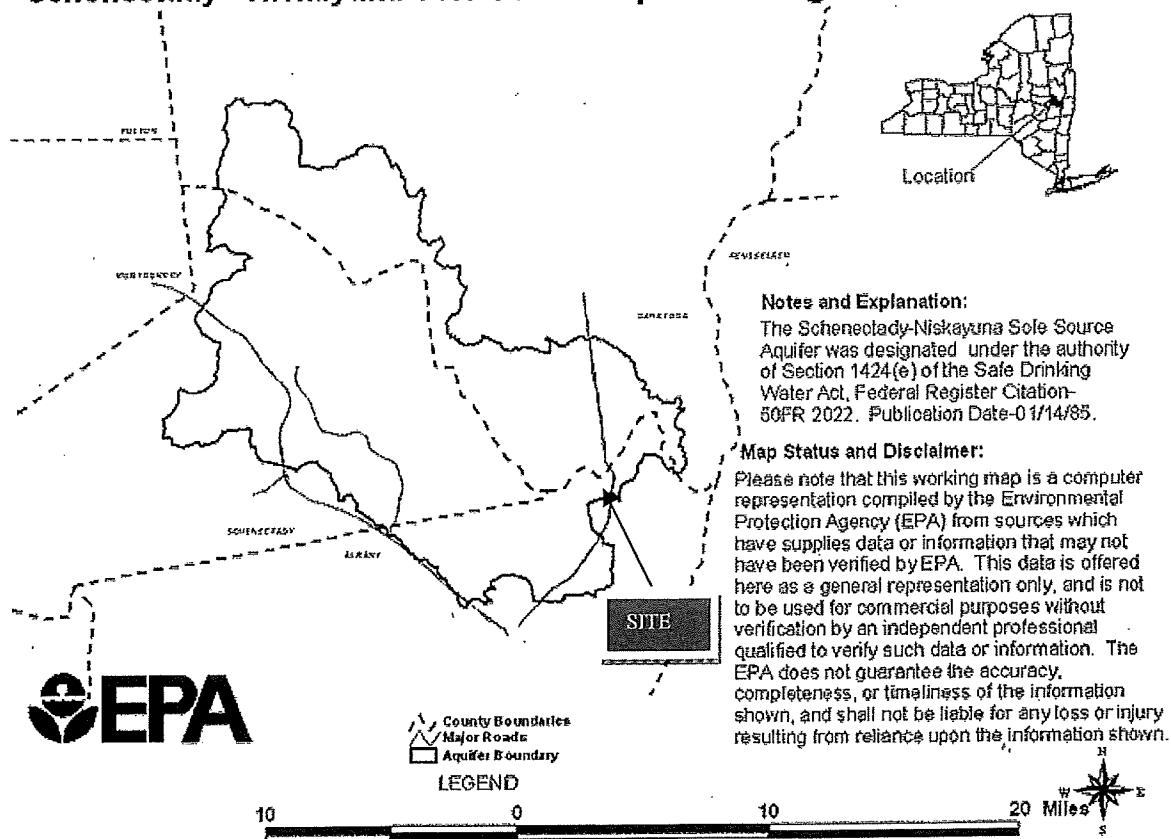 FULTON
MONTGOMERY
SCHENECTADY
ALBANY
SARATOGA
RENSSELAER
Location
Notes and Explanation:
The Schenectady-Niskayuna Sole Source
Aquifer was designated under the authority
of Section 1424(e) of the Safe Drinking
Water Act, Federal Register Citation-
50FR 2022. Publication Date-01/14/85.
Map Status and Disclaimer:
Please note that this working map is a computer
representation compiled by the Environmental
Protection Agency (EPA) from sources which
have supplies data or information that may not
have been verified by EPA. This data is offered
here as a general representation only, and is not
to be used for commercial purposes without
verification by an independent professional
qualified to verify such data or information. The
EPA does not guarantee the accuracy,
completeness, or timeliness of the information
shown, and shall not be liable for any loss or injury
resulting from reliance upon the information shown.
SITE
EPA
County Boundaries
Major Roads
Aquifer Boundary
LEGEND
N
W E
S
10 0 10 20 Miles